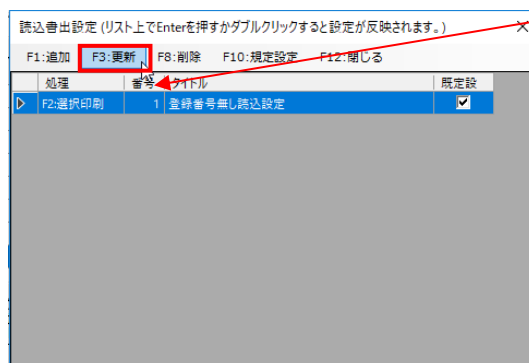 読込書出設定 (リスト上でEnterを押すかダブルクリックすると設定が反映されます。)
F1:追加 F3:更新 F8:削除 F10:規定設定 F12:閉じる
処理 番号 タイトル 既定設
F2:選択印刷 1 登録番号無し読込設定